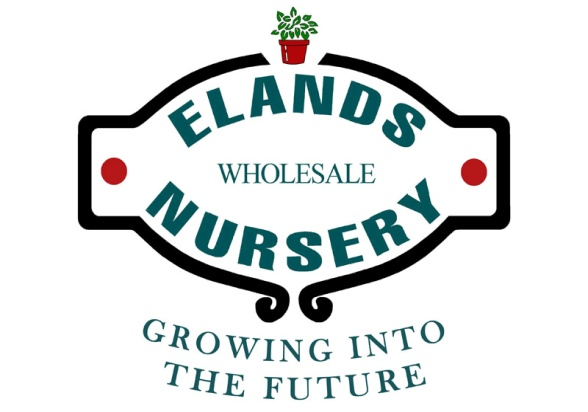 ELANDS
WHOLESALE
NURSERY
GROWING INTO
THE FUTURE